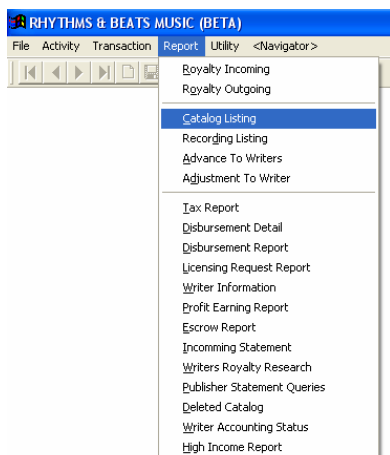 RHYTHMS & BEATS MUSIC (BETA)
File Activity Transaction Report Utility <Navigator>
Royalty Incoming
Royalty Outgoing
Catalog Listing
Recording Listing
Advance To Writers
Adjustment To Writer
Tax Report
Disbursement Detail
Disbursement Report
Licensing Request Report
Writer Information
Profit Earning Report
Escrow Report
Incomming Statement
Writers Royalty Research
Publisher Statement Queries
Deleted Catalog
Writer Accounting Status
High Income Report